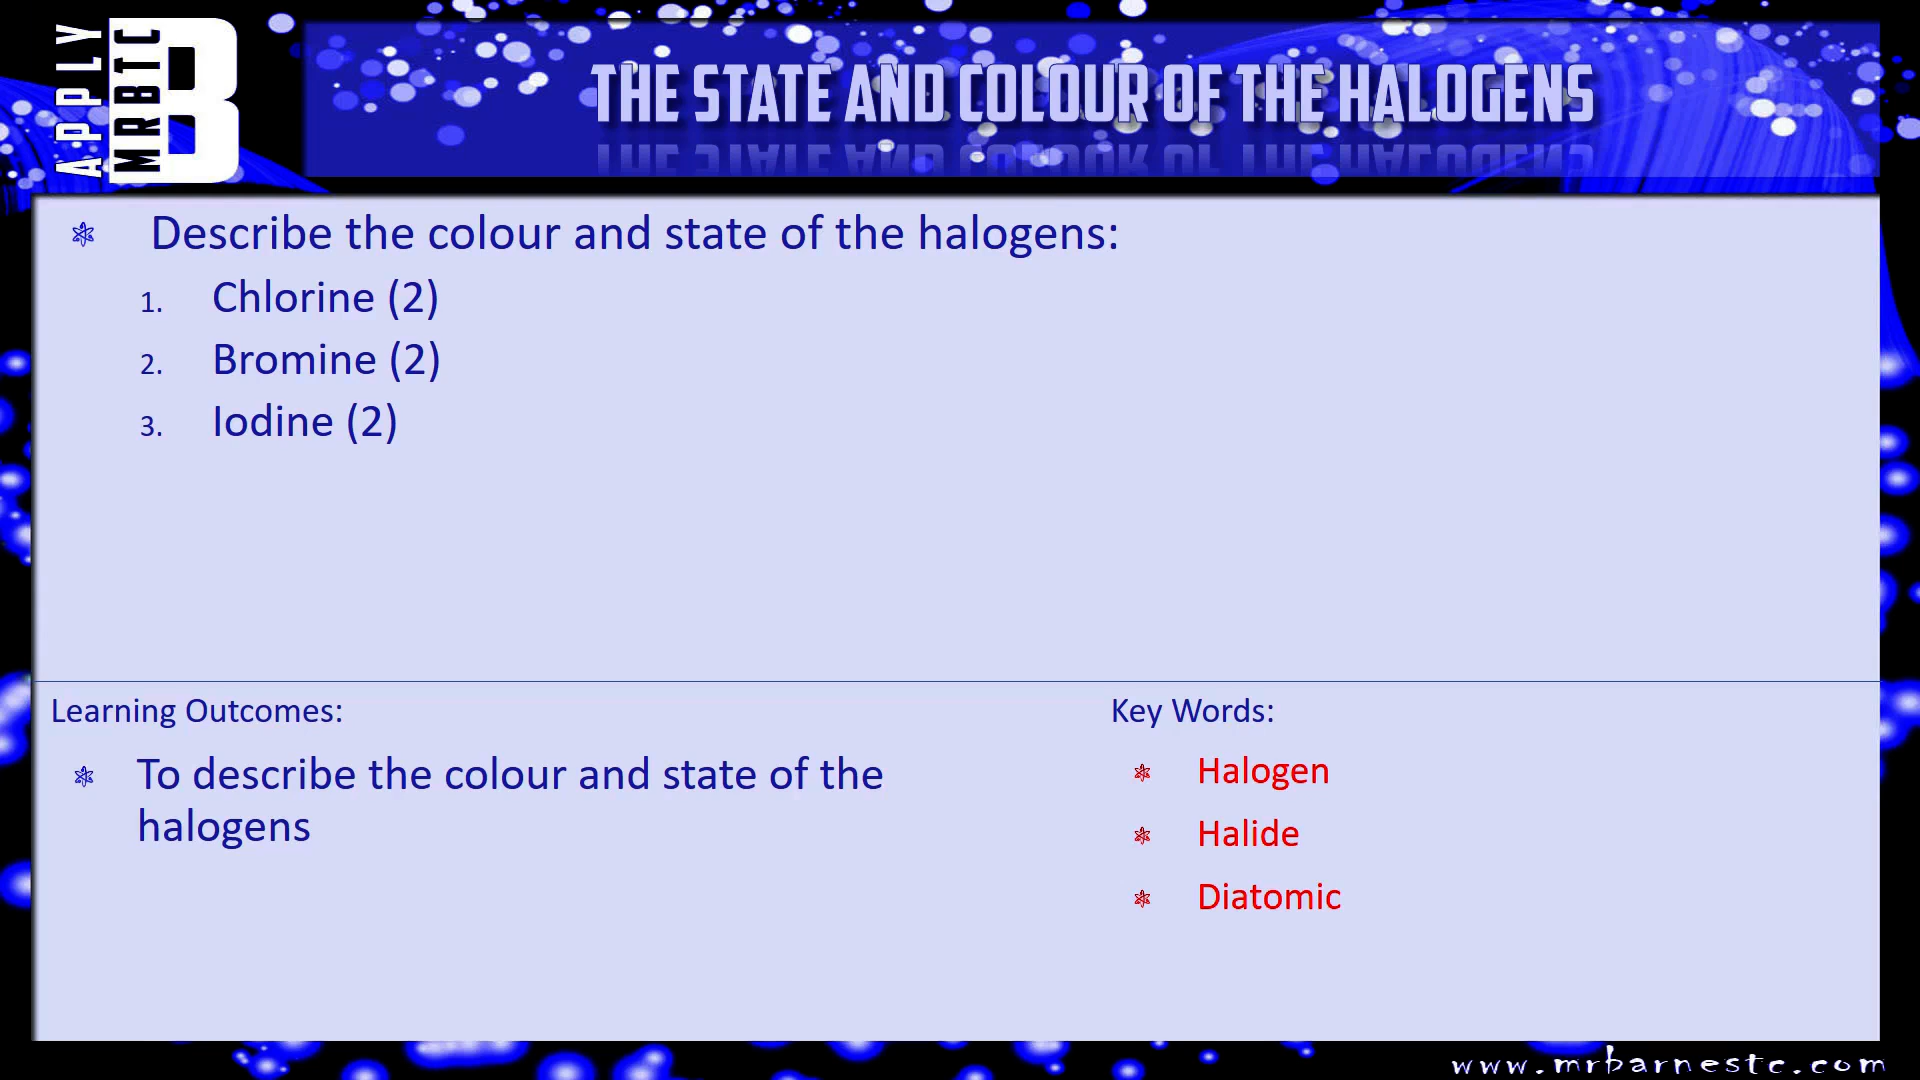 APPLY
MRBTC
B
THE STATE AND COLOUR OF THE HALOGENS
Describe the colour and state of the halogens:
1. Chlorine (2)
2. Bromine (2)
3. Iodine (2)
Learning Outcomes:
To describe the colour and state of the
halogens
Key Words:
Halogen
Halide
Diatomic
www.mrbarnestc.com